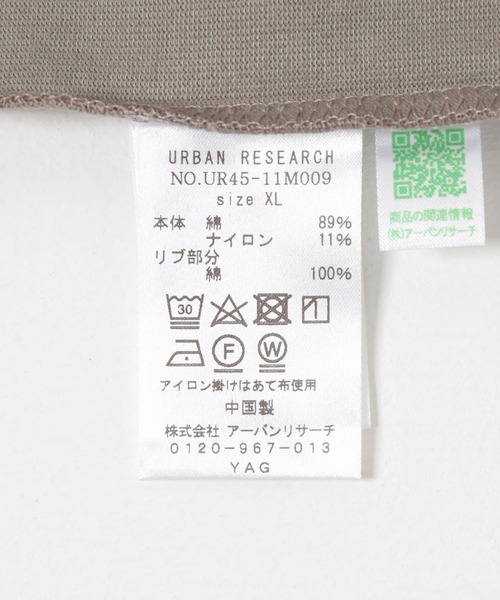 URBAN RESEARCH
NO.UR45-11M009
size XL
本体 綿 89%
ナイロン 11%
リブ部分
綿 100%
30
F W
アイロン掛けはあて布使用
中国製
株式会社 アーバンリサーチ
0120-967-013
YAG
商品の関連情報
(株)アーバンリサーチ